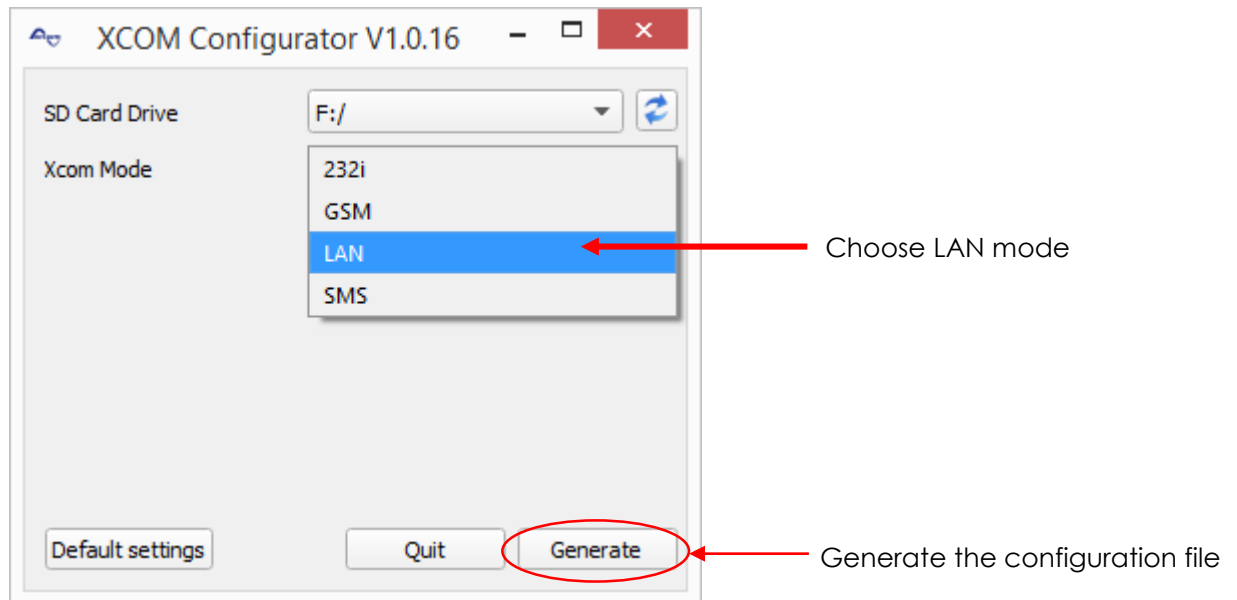 XCOM Configurator V1.0.16
SD Card Drive
F:/
Xcom Mode
232i
GSM
LAN
Choose LAN mode
SMS
Default settings
Quit
Generate
Generate the configuration file